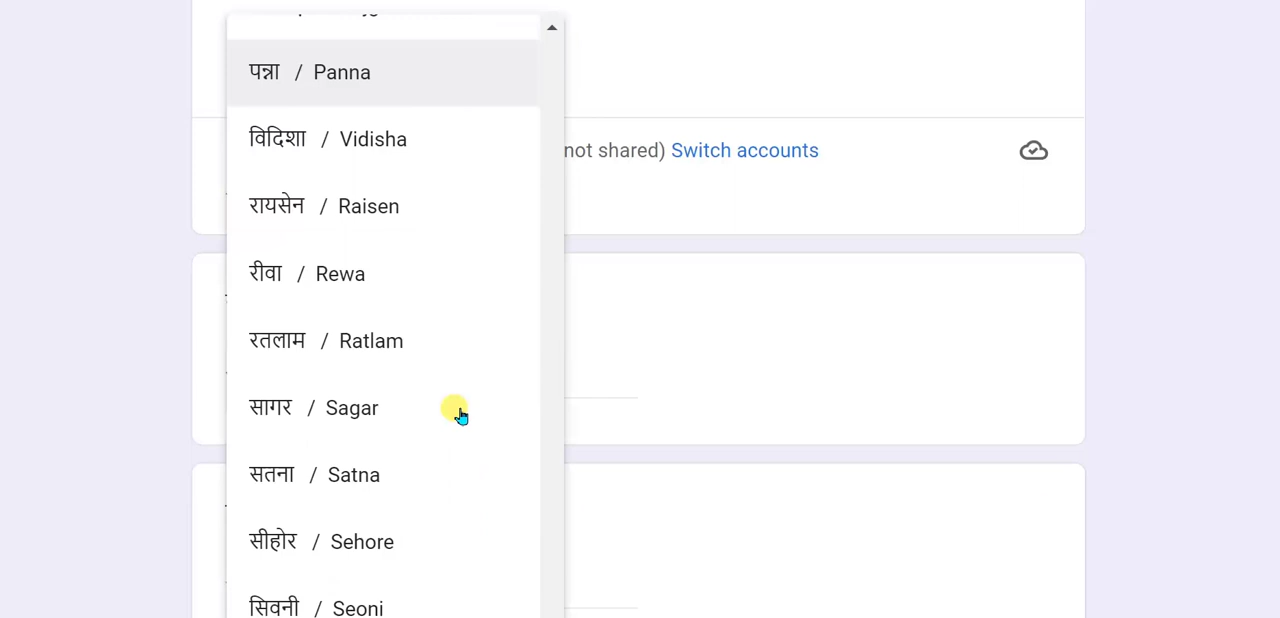 पन्ना / Panna
विदिशा / Vidisha
not shared) Switch accounts
रायसेन / Raisen
रीवा / Rewa
रतलाम / Ratlam
सागर / Sagar
सतना / Satna
सीहोर / Sehore
सिवनी / Seoni